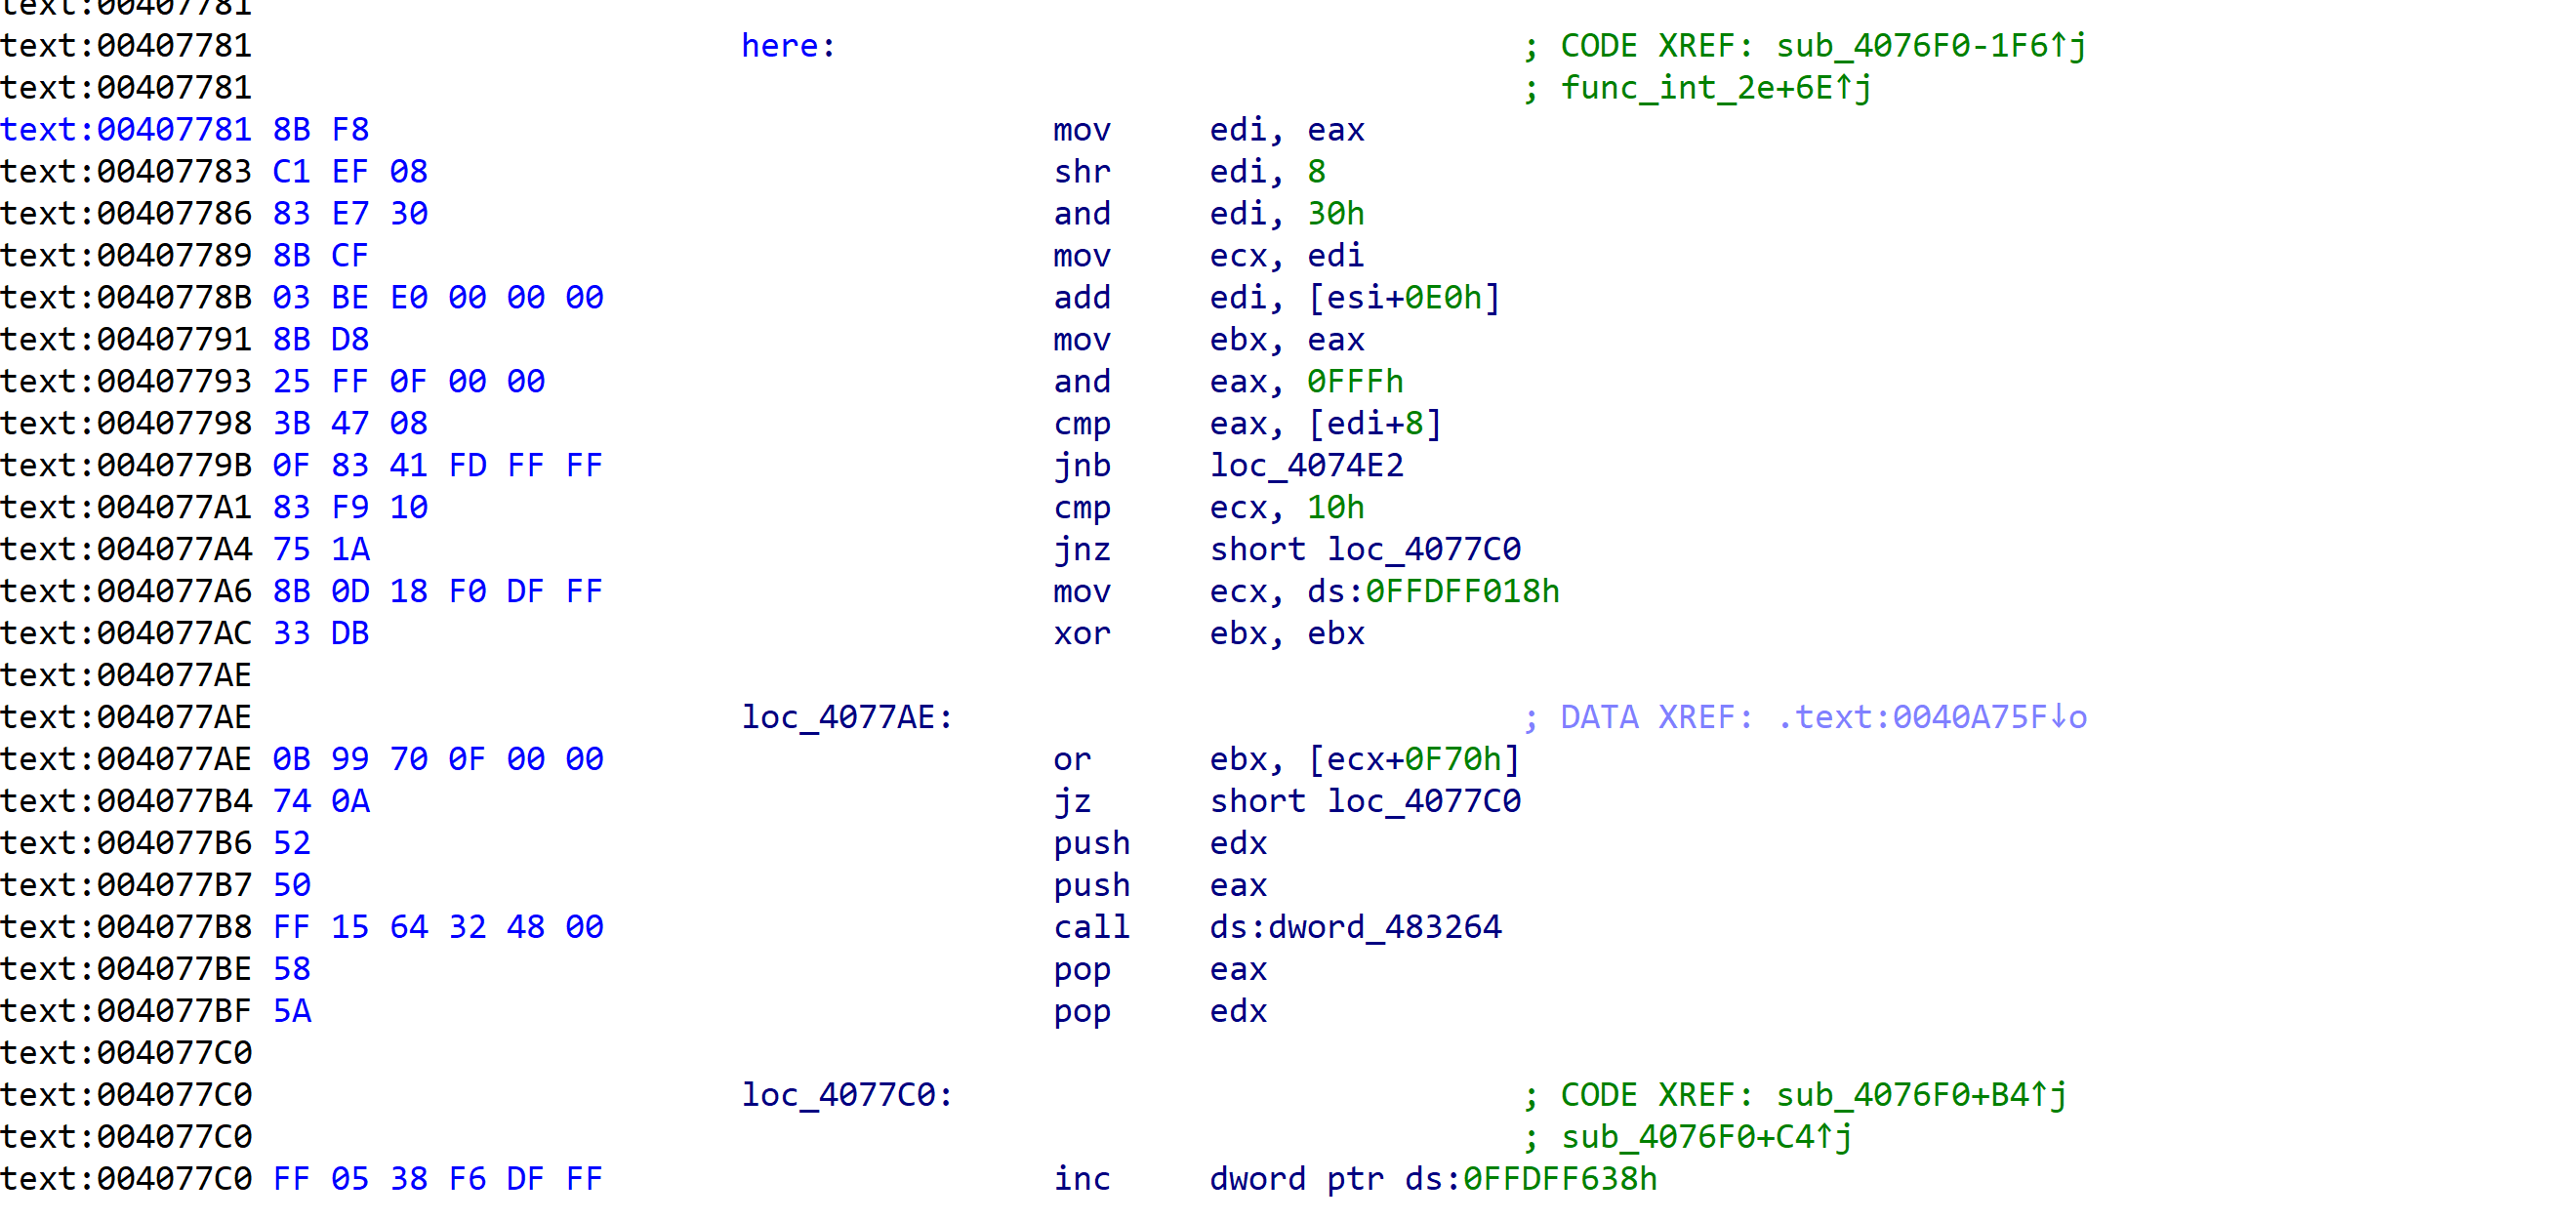 text:00407781
text:00407781 here: ; CODE XREF: sub_4076F0-1F6↑j
text:00407781 ; func_int_2e+6E↑j
text:00407781 8B F8 mov edi, eax
text:00407783 C1 EF 08 shr edi, 8
text:00407786 83 E7 30 and edi, 30h
text:00407789 8B CF mov ecx, edi
text:0040778B 03 BE E0 00 00 00 add edi, [esi+0E0h]
text:00407791 8B D8 mov ebx, eax
text:00407793 25 FF 0F 00 00 and eax, 0FFFh
text:00407798 3B 47 08 cmp eax, [edi+8]
text:0040779B 0F 83 41 FD FF FF jnb loc_4074E2
text:004077A1 83 F9 10 cmp ecx, 10h
text:004077A4 75 1A jnz short loc_4077C0
text:004077A6 8B 0D 18 F0 DF FF mov ecx, ds:0FFDFF018h
text:004077AC 33 DB xor ebx, ebx
text:004077AE
text:004077AE loc_4077AE: ; DATA XREF: .text:0040A75F↓o
text:004077AE 0B 99 70 0F 00 00 or ebx, [ecx+0F70h]
text:004077B4 74 0A jz short loc_4077C0
text:004077B6 52 push edx
text:004077B7 50 push eax
text:004077B8 FF 15 64 32 48 00 call ds:dword_483264
text:004077BE 58 pop eax
text:004077BF 5A pop edx
text:004077C0
text:004077C0 loc_4077C0: ; CODE XREF: sub_4076F0+B4↑j
text:004077C0 ; sub_4076F0+C4↑j
text:004077C0 FF 05 38 F6 DF FF inc dword ptr ds:0FFDFF638h